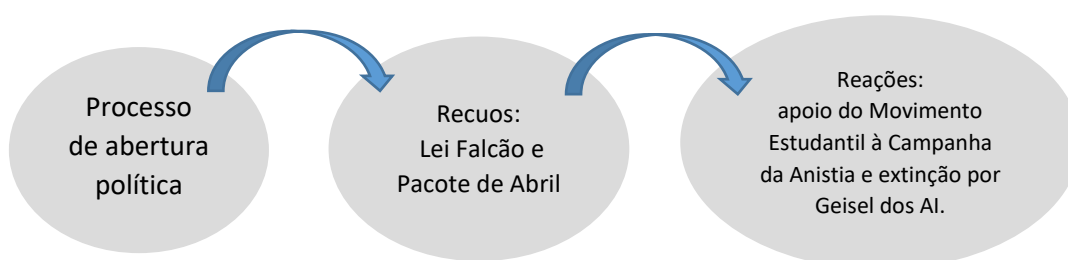 Processo
de abertura
política
Recuos:
Lei Falcão e
Pacote de Abril
Reações:
apoio do Movimento
Estudantil à Campanha
da Anistia e extinção por
Geisel dos AI.